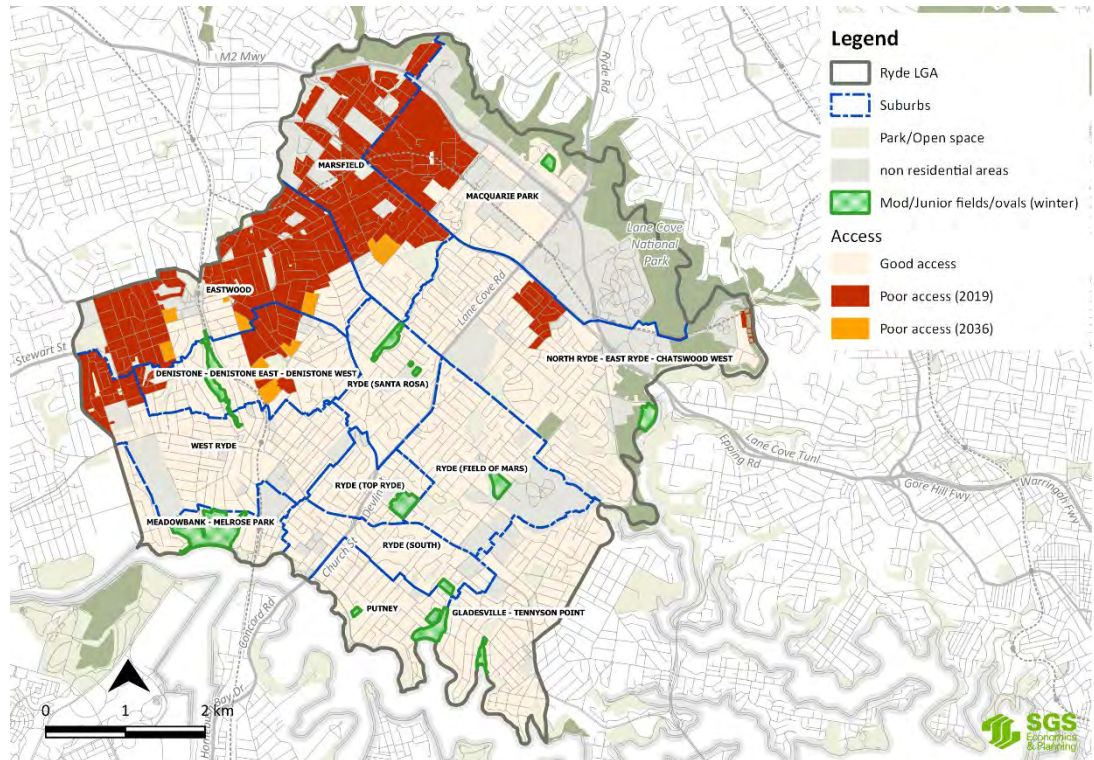 M2 Mwy
Ryde Rd
MARSFIELD
MACQUARIE PARK
Lane Cove
National
Park
EASTWOOD
Lane Cove Rd
Stewart St
NORTH RYDE - EAST RYDE - CHATSWOOD WEST
DENISTONE - DENISTONE EAST - DENISTONE WEST
RYDE (SANTA ROSA)
WEST RYDE
Lane Cove Tunl
Epping Rd
RYDE (FIELD OF MARS)
RYDE (TOP RYDE)
Gore Hill Fwy
Warringah Fwy
Devlin
MEADOWBANK - MELROSE PARK
RYDE (SOUTH)
Church St
PUTNEY
GLADESVILLE - TENNYSON POINT
Concord Rd
Bay Dr
0 1 2 km
Legend
Ryde LGA
Suburbs
Park/Open space
non residential areas
Mod/Junior fields/ovals (winter)
Access
Good access
Poor access (2019)
Poor access (2036)
SGS
Economics
& Planning